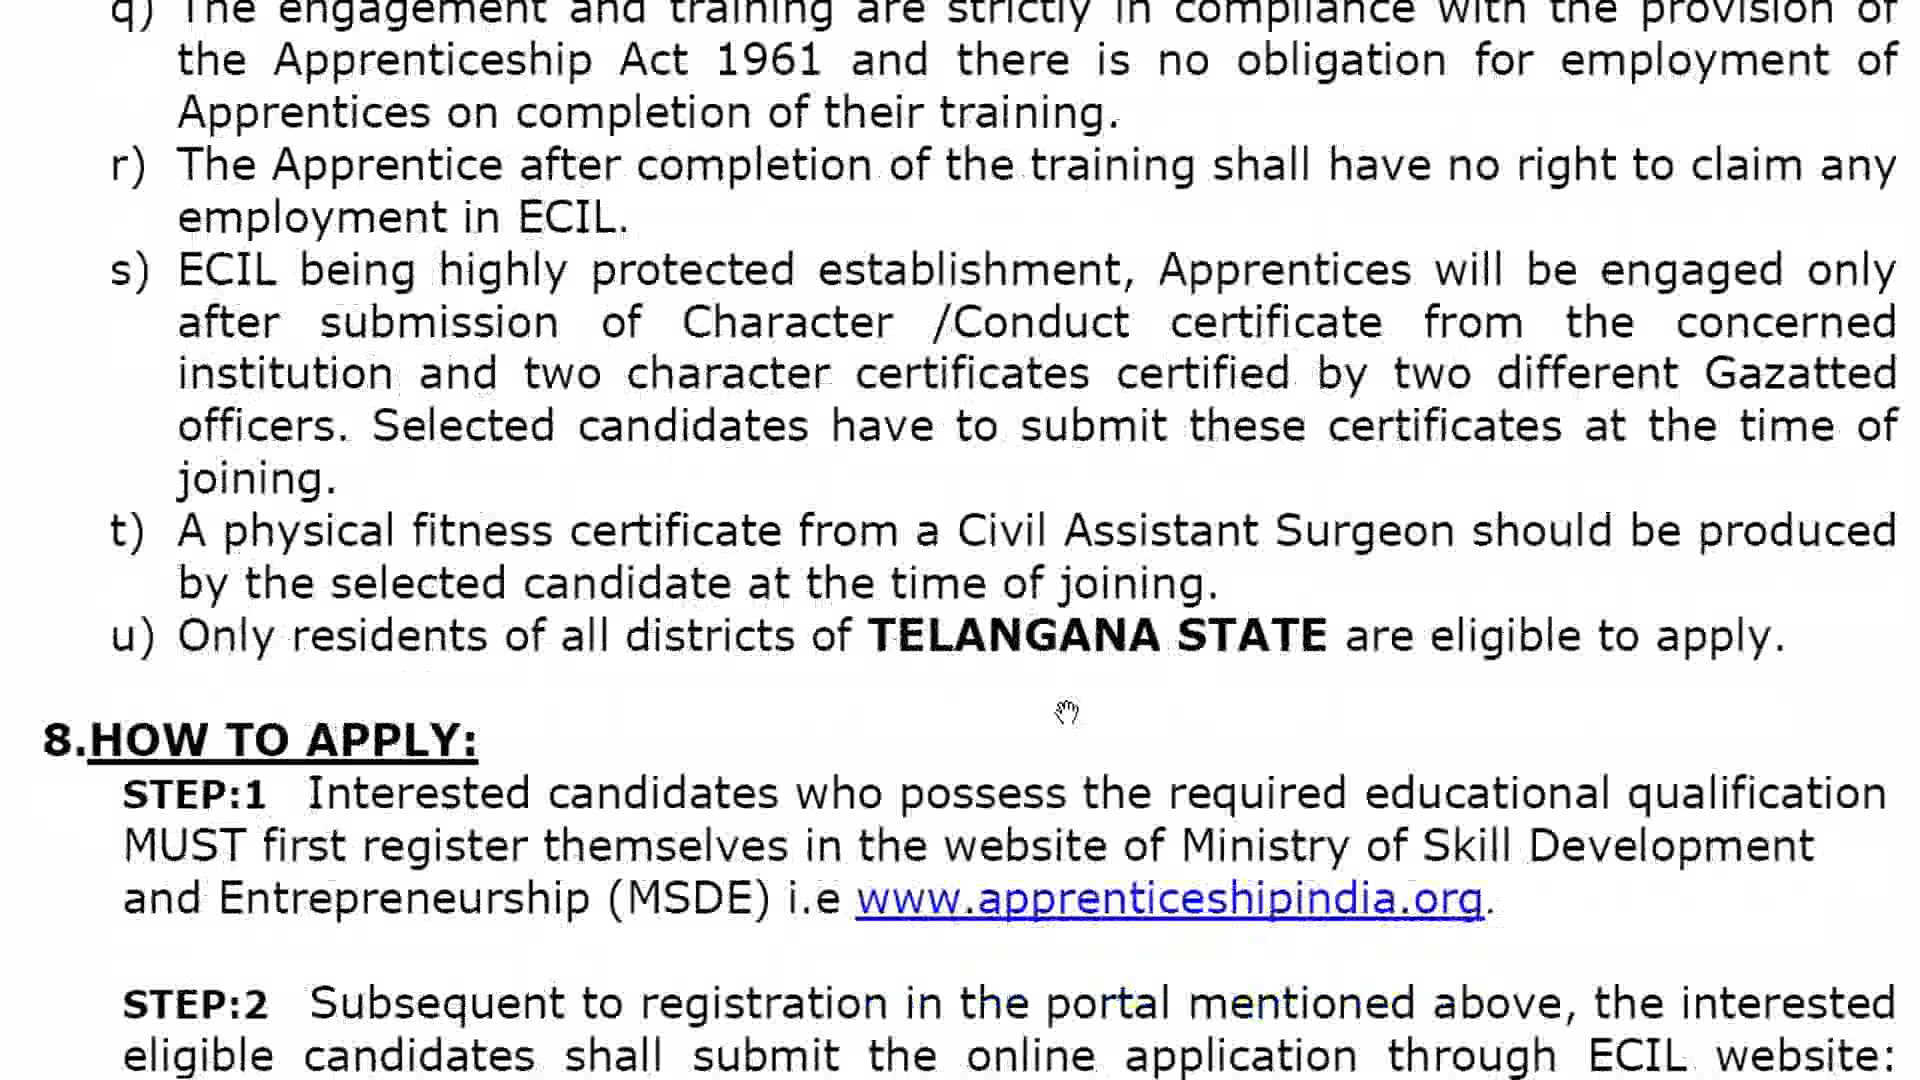 q) The engagement and training are strictly in compliance with the provision of
the Apprenticeship Act 1961 and there is no obligation for employment of
Apprentices on completion of their training.
r) The Apprentice after completion of the training shall have no right to claim any
employment in ECIL.
s) ECIL being highly protected establishment, Apprentices will be engaged only
after submission of Character /Conduct certificate from the concerned
institution and two character certificates certified by two different Gazatted
officers. Selected candidates have to submit these certificates at the time of
joining.
t) A physical fitness certificate from a Civil Assistant Surgeon should be produced
by the selected candidate at the time of joining.
u) Only residents of all districts of TELANGANA STATE are eligible to apply.
8.HOW TO APPLY:
STEP:1 Interested candidates who possess the required educational qualification
MUST first register themselves in the website of Ministry of Skill Development
and Entrepreneurship (MSDE) i.e www.apprenticeshipindia.org.
STEP:2 Subsequent to registration in the portal mentioned above, the interested
eligible candidates shall submit the online application through ECIL website: